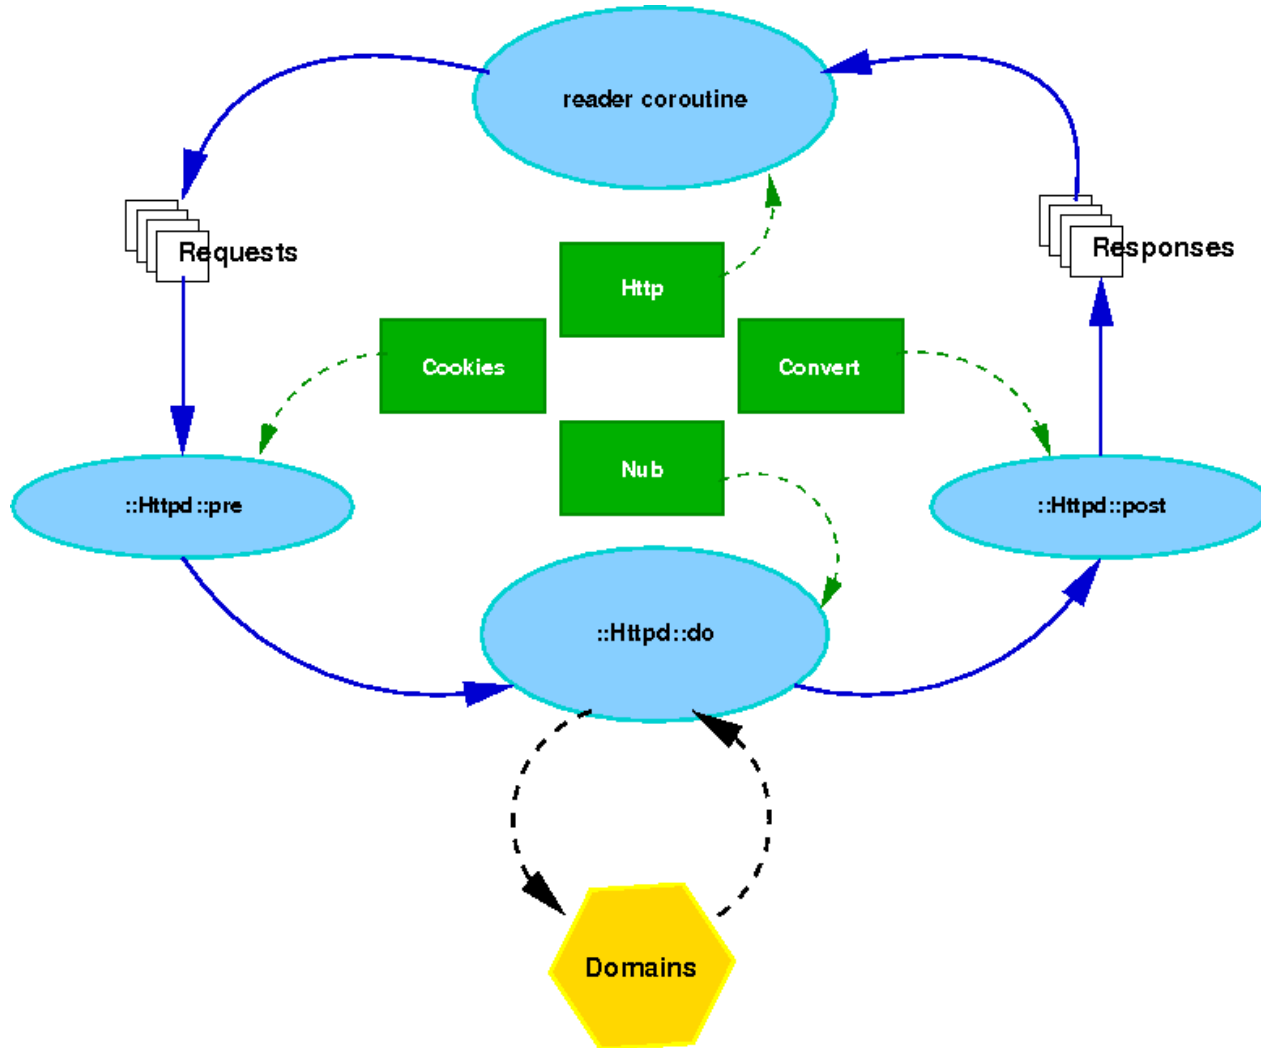 reader coroutine
Requests
Responses
Http
Cookies
Convert
Nub
::Httpd::pre
::Httpd::post
::Httpd::do
Domains